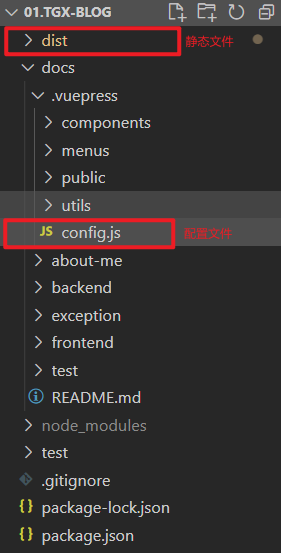 01.TGX-BLOG
dist 静态文件
docs
.vuepress
components
menus
public
utils
JS config.js 配置文件
about-me
backend
exception
frontend
test
README.md
node_modules
test
.gitignore
{} package-lock.json
{} package.json